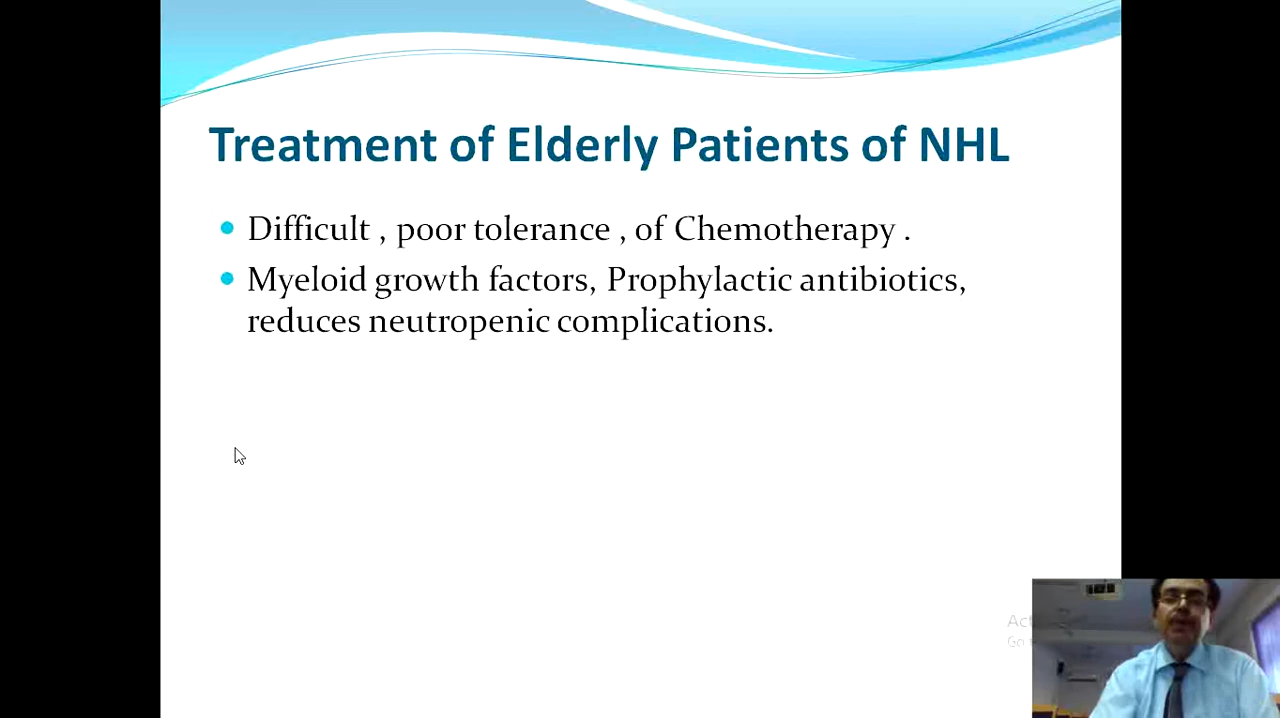 Treatment of Elderly Patients of NHL
Difficult , poor tolerance , of Chemotherapy .
Myeloid growth factors, Prophylactic antibiotics,
reduces neutropenic complications.